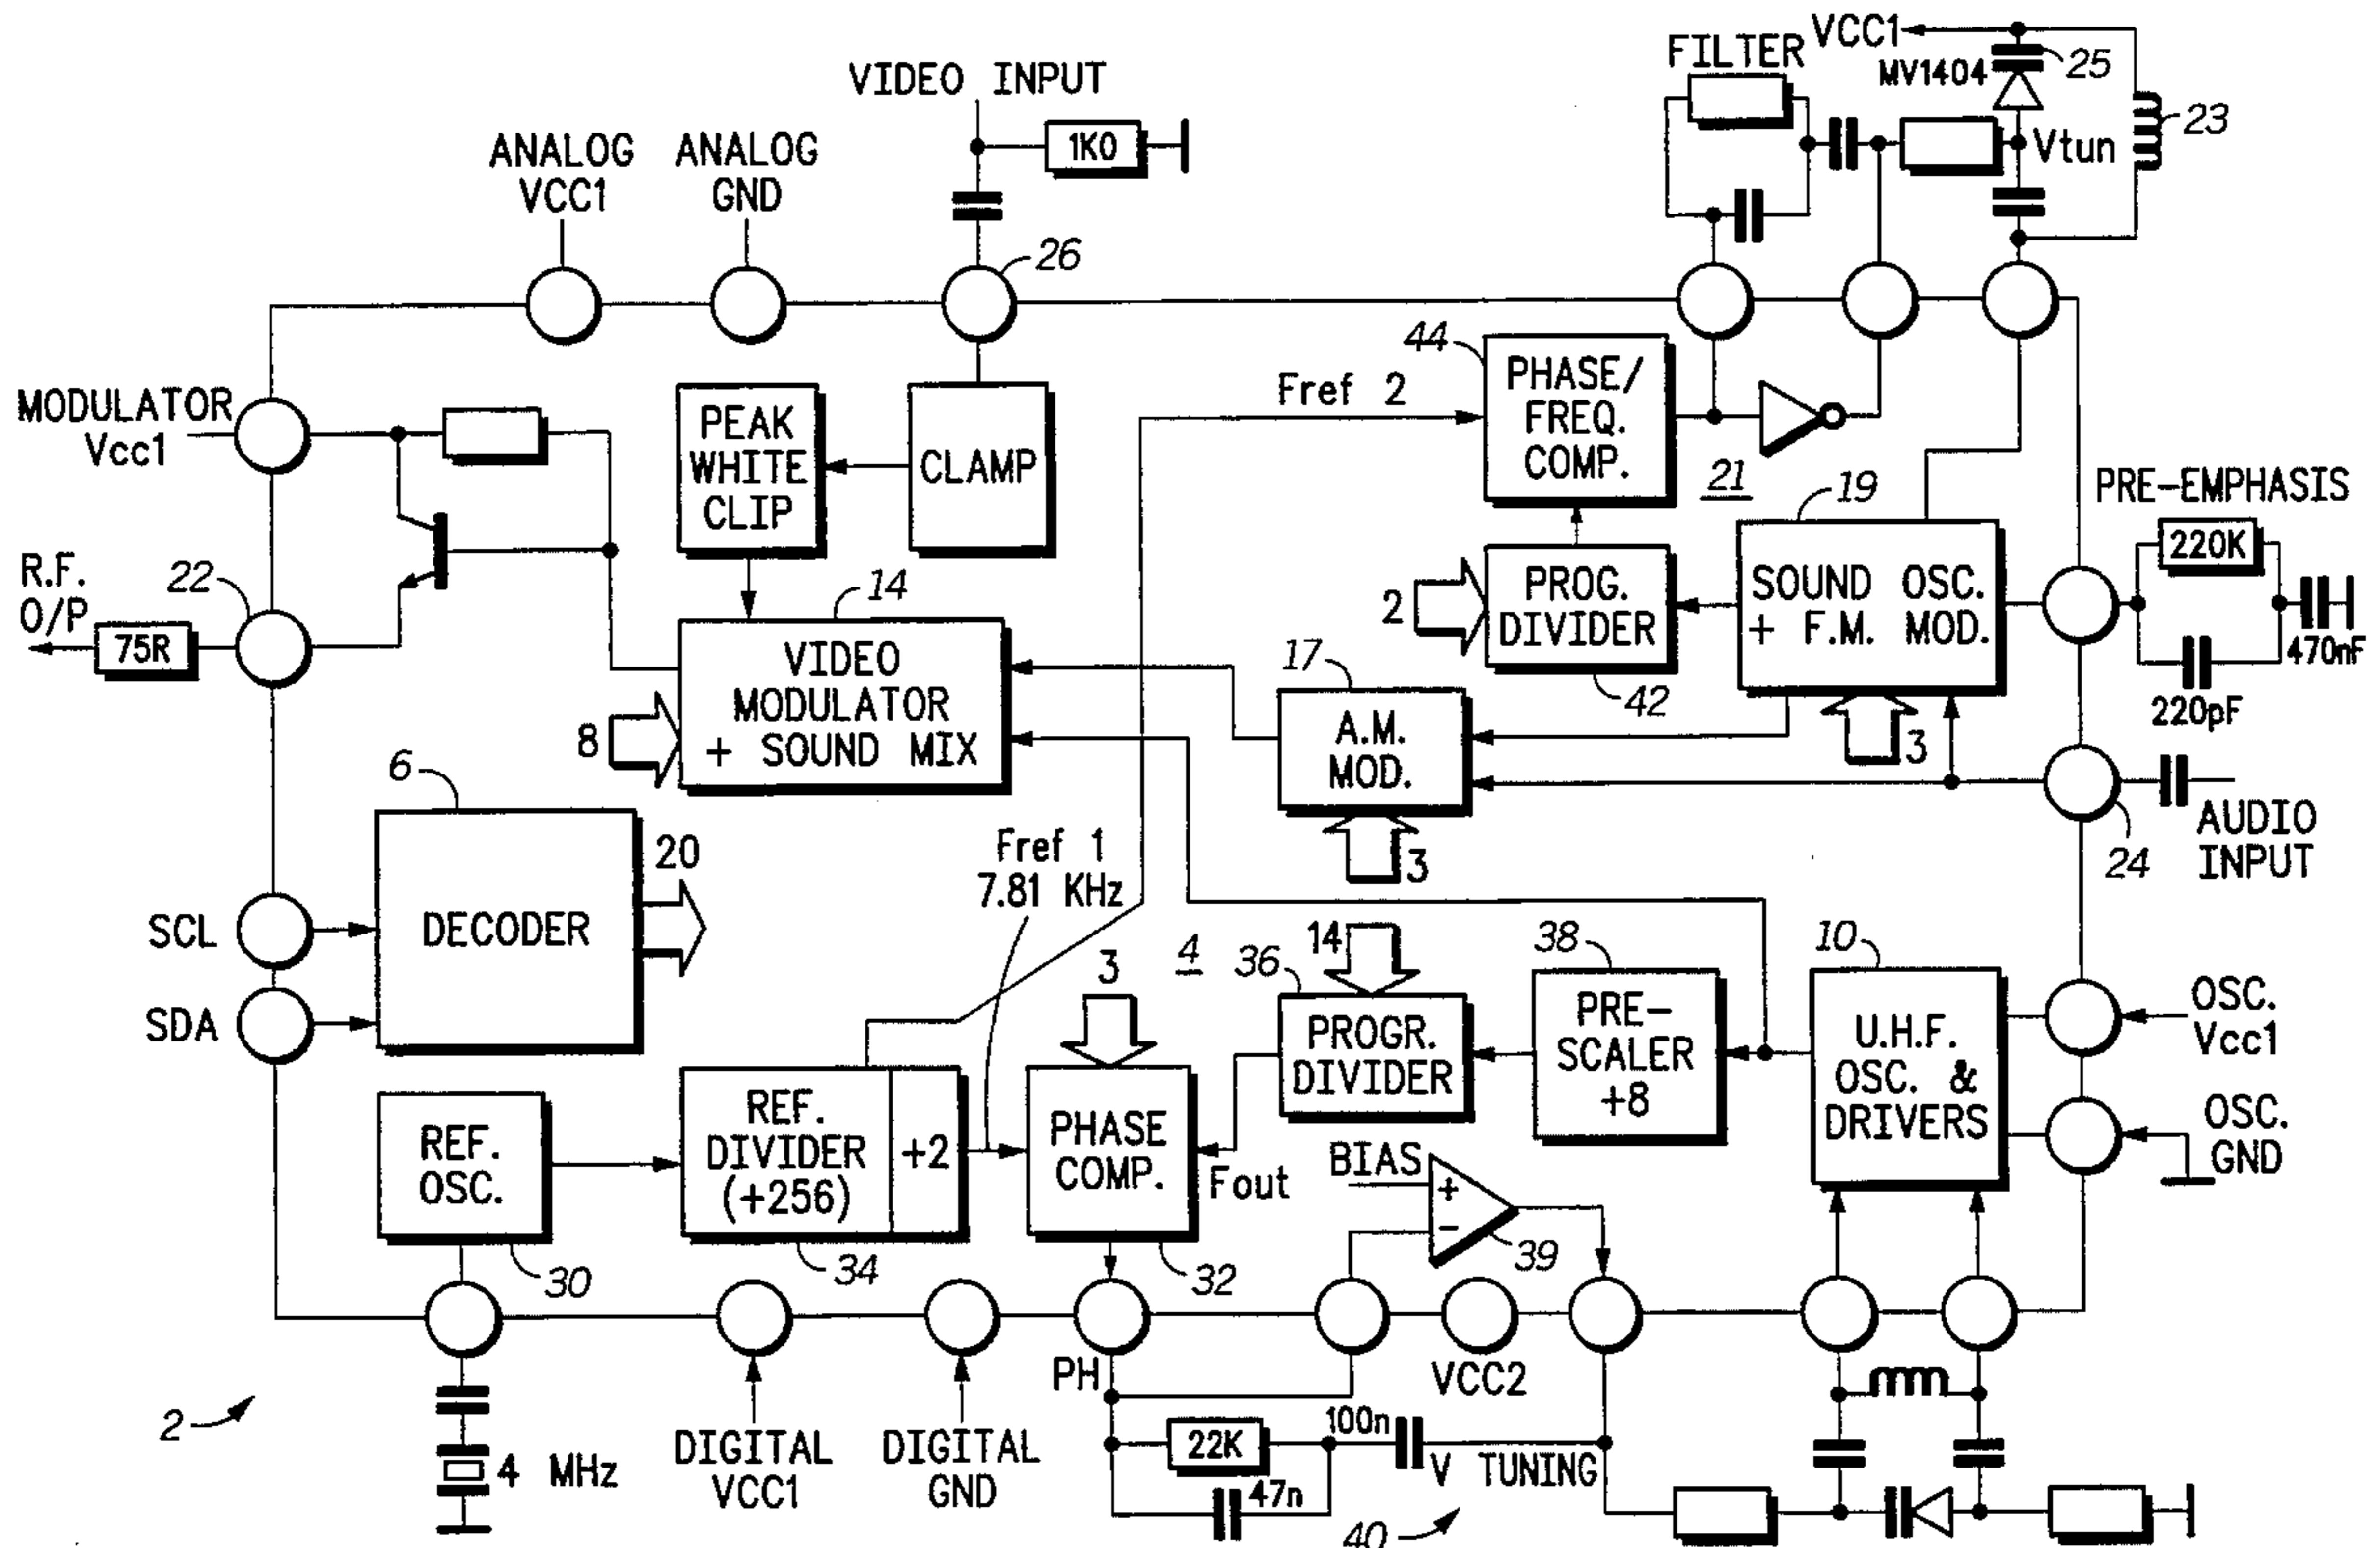 VCC1
FILTER
MV1404
25
VIDEO INPUT
23
ANALOG
VCC1
ANALOG
GND
1K0
Vtun
26
44
MODULATOR
Vcc1
Fref 2
PHASE/
FREQ.
COMP.
PEAK
WHITE
CLIP
CLAMP
21
19
PRE-EMPHASIS
R.F.
O/P
22
14
220K
2
PROG.
DIVIDER
SOUND OSC.
+ F.M. MOD.
75R
VIDEO
MODULATOR
+ SOUND MIX
17
42
470nF
220pF
8
A.M.
MOD.
3
6
20
Fref 1
7.81 KHz
3
24
AUDIO
INPUT
SCL
DECODER
3
4
14
36
38
10
SDA
OSC.
Vcc1
REF.
OSC.
REF.
DIVIDER
(+256)
+2
PHASE
COMP.
PROGR.
DIVIDER
PRE-
SCALER
+8
U.H.F.
OSC. &
DRIVERS
OSC.
GND
Fout
BIAS
+
−
39
30
34
32
PH
VCC2
2
4 MHz
DIGITAL
VCC1
DIGITAL
GND
22K
100n
V TUNING
47n
40